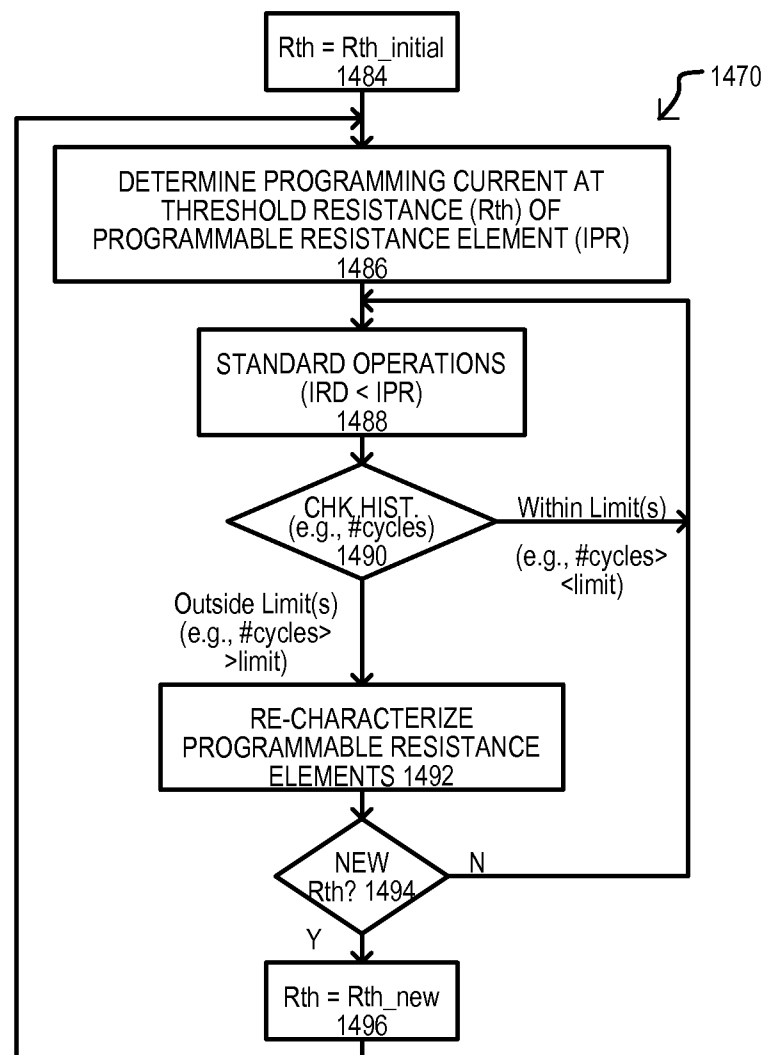 Rth = Rth_initial
1484
1470
DETERMINE PROGRAMMING CURRENT AT
THRESHOLD RESISTANCE (Rth) OF
PROGRAMMABLE RESISTANCE ELEMENT (IPR)
1486
STANDARD OPERATIONS
(IRD < IPR)
1488
CHK HIST.
(e.g., #cycles)
1490
Within Limit(s)
(e.g., #cycles>
<limit)
Outside Limit(s)
(e.g., #cycles>
>limit)
RE-CHARACTERIZE
PROGRAMMABLE RESISTANCE
ELEMENTS 1492
NEW
Rth? 1494
N
Y
Rth = Rth_new
1496